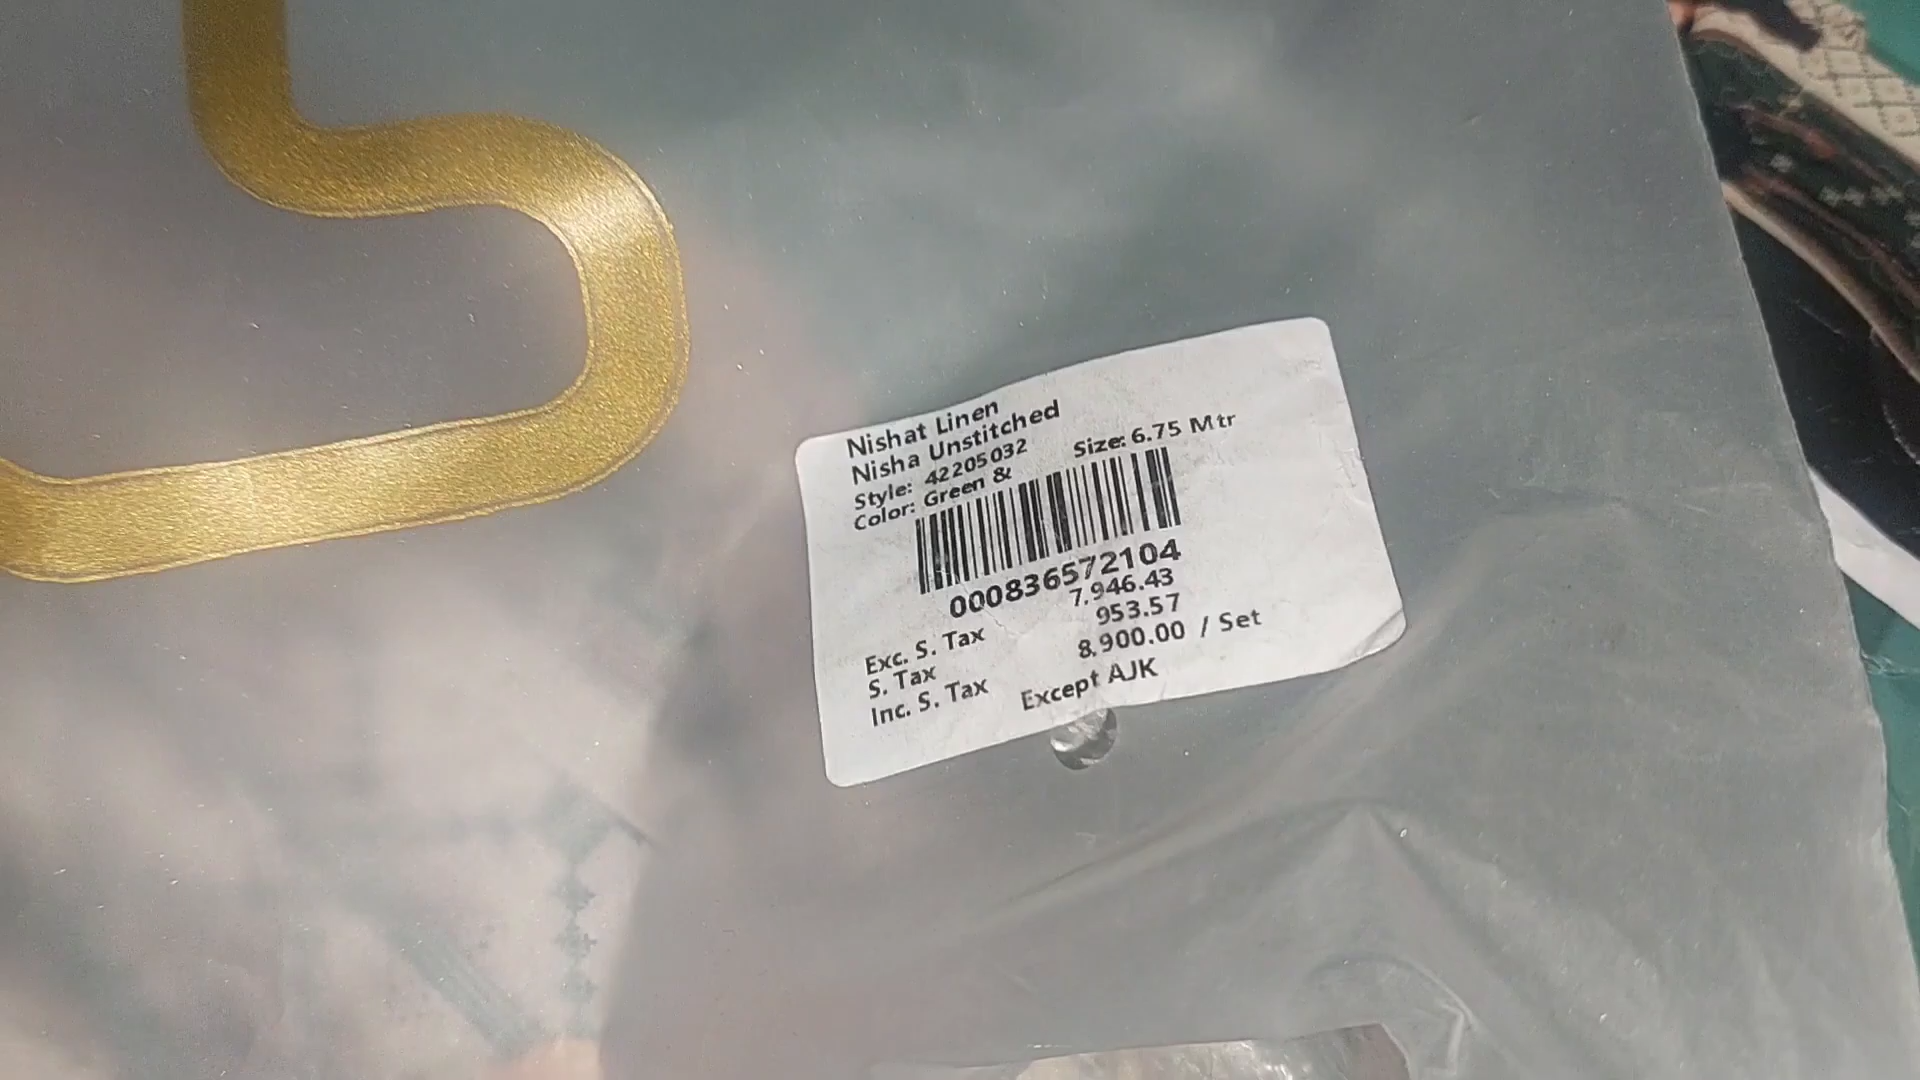 Nishat Linen
Nisha Unstitched
Style: 42205032 Size: 6.75 Mtr
Color: Green &
000836572104
Exc. S. Tax 7,946.43
S. Tax 953.57
Inc. S. Tax 8,900.00 / Set
Except AJK